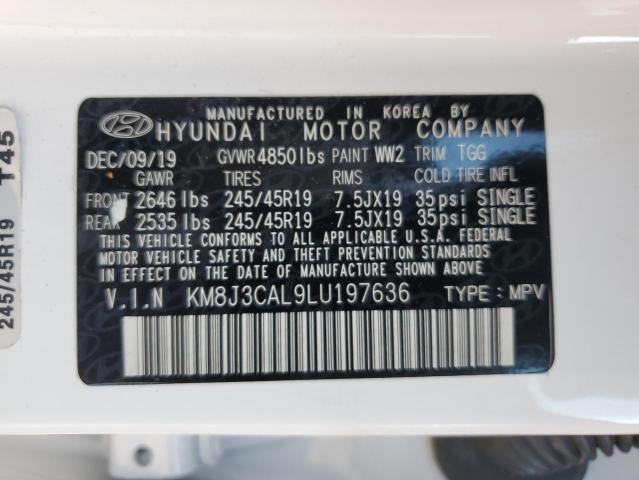 MANUFACTURED IN KOREA BY
HYUNDAI MOTOR COMPANY
DEC/09/19 GVWR 4850lbs PAINT WW2 TRIM TGG
GAWR TIRES RIMS COLD TIRE INFL
FRONT 2646 lbs 245/45R19 7.5JX19 35psi SINGLE
REAR 2535 lbs 245/45R19 7.5JX19 35psi SINGLE
THIS VEHICLE CONFORMS TO ALL APPLICABLE U.S.A. FEDERAL
MOTOR VEHICLE SAFETY AND THEFT PREVENTION STANDARDS
IN EFFECT ON THE DATE OF MANUFACTURE SHOWN ABOVE.
V.I.N KM8J3CAL9LU197636 TYPE : MPV
245/45R19 T45